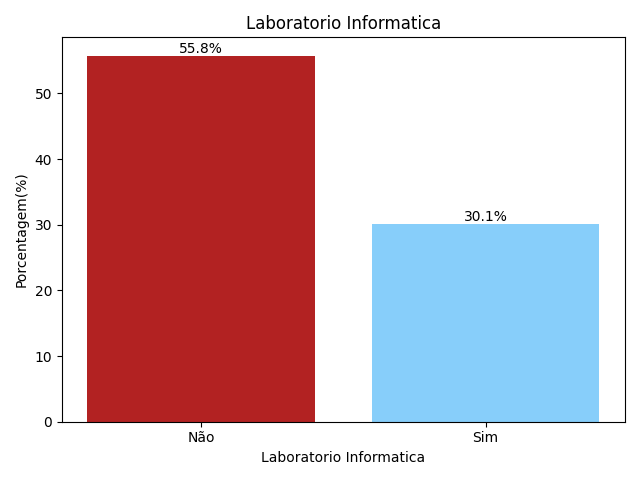 Laboratorio Informatica
55.8%
30.1%
Porcentagem(%)
50
40
30
20
10
0
Não
Sim
Laboratorio Informatica